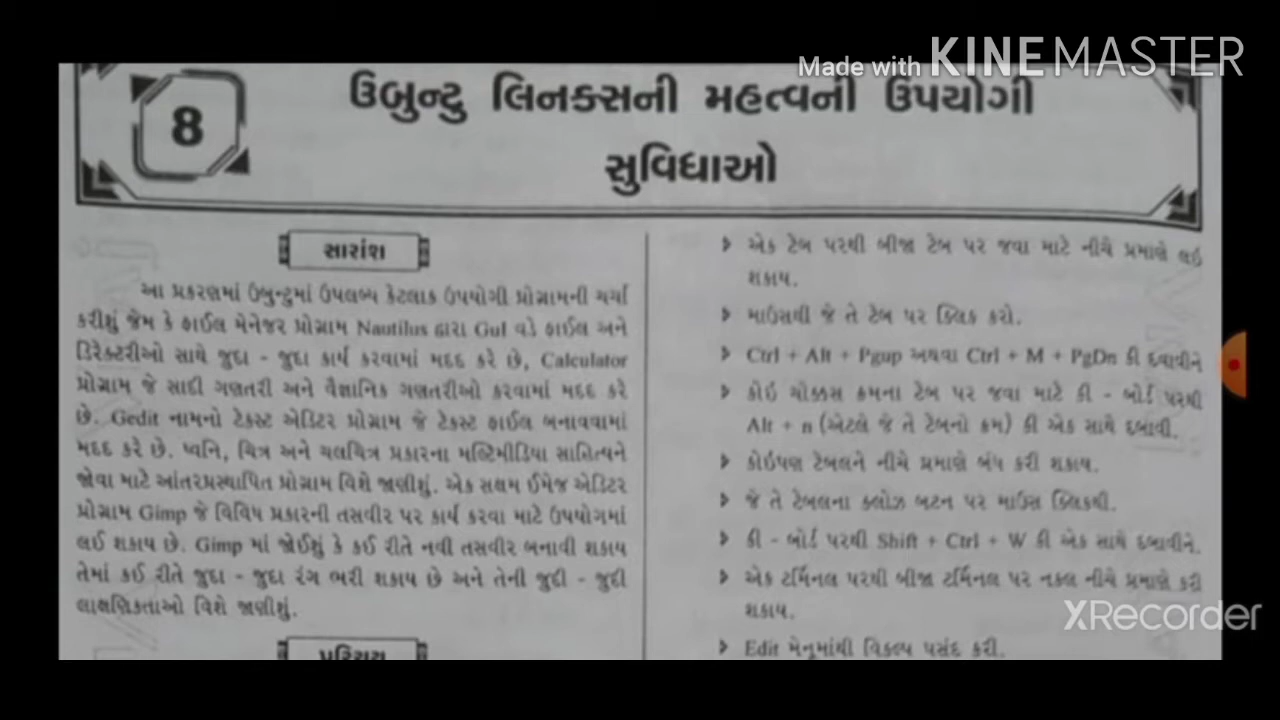 Made with KINEMASTER
8
ઉબુન્ટુ લિનક્સની મહત્વની ઉપયોગી
સુવિધાઓ
સારાંશ
આ પ્રકરણમાં ઉબુન્ટુમાં ઉપલબ્ધ કેટલાક ઉપયોગી પ્રોગ્રામની ચર્ચા
કરીશું જેમ કે ફાઈલ મેનેજર પ્રોગ્રામ Nautilus દ્વારા Gul વડે ફાઈલ અને
ડિરેક્ટરીઓ સાથે જુદા - જુદા કાર્ય કરવામાં મદદ કરે છે, Calculator
પ્રોગ્રામ જે સાદી ગણતરી અને વૈજ્ઞાનિક ગણતરીઓ કરવામાં મદદ કરે
છે. Gedit નામનો ટેક્સ્ટ એડિટર પ્રોગ્રામ જે ટેક્સ્ટ ફાઈલ બનાવવામાં
મદદ કરે છે. ધ્વનિ, ચિત્ર અને ચલચિત્ર પ્રકારના મલ્ટિમીડિયા સાહિત્યને
જોવા માટે આંતરપ્રસ્થાપિત પ્રોગ્રામ વિશે જાણીશું. એક સક્ષમ ઈમેજ એડિટર
પ્રોગ્રામ Gimp જે વિવિધ પ્રકારની તસવીર પર કાર્ય કરવા માટે ઉપયોગમાં
લઈ શકાય છે. Gimp માં જોઈશું કે કઈ રીતે નવી તસવીર બનાવી શકાય
તેમાં કઈ રીતે જુદા - જુદા રંગ ભરી શકાય છે અને તેની જુદી - જુદી
લાક્ષણિકતાઓ વિશે જાણીશું.
પરિચય
એક ટેબ પરથી બીજા ટેબ પર જવા માટે નીચે પ્રમાણે લઈ
શકાય.
માઉસથી જે તે ટેબ પર ક્લિક કરો.
Ctrl + Alt + Pgup અથવા Ctrl + M + PgDn કી દબાવીને
કોઈ ચોક્કસ ક્રમના ટેબ પર જવા માટે કી - બોર્ડ પરથી
Alt + n (એટલે જે તે ટેબનો ક્રમ) કી એક સાથે દબાવી.
કોઈપણ ટેબલને નીચે પ્રમાણે બંધ કરી શકાય.
જે તે ટેબલના ક્લોઝ બટન પર માઉસ ક્લિકથી.
કી - બોર્ડ પરથી Shift + Ctrl + W કી એક સાથે દબાવીને.
એક ટર્મિનલ પરથી બીજા ટર્મિનલ પર નકલ નીચે પ્રમાણે કરી
શકાય.
Edit મેનૂમાંથી વિકલ્પ પસંદ કરી.
XRecorder